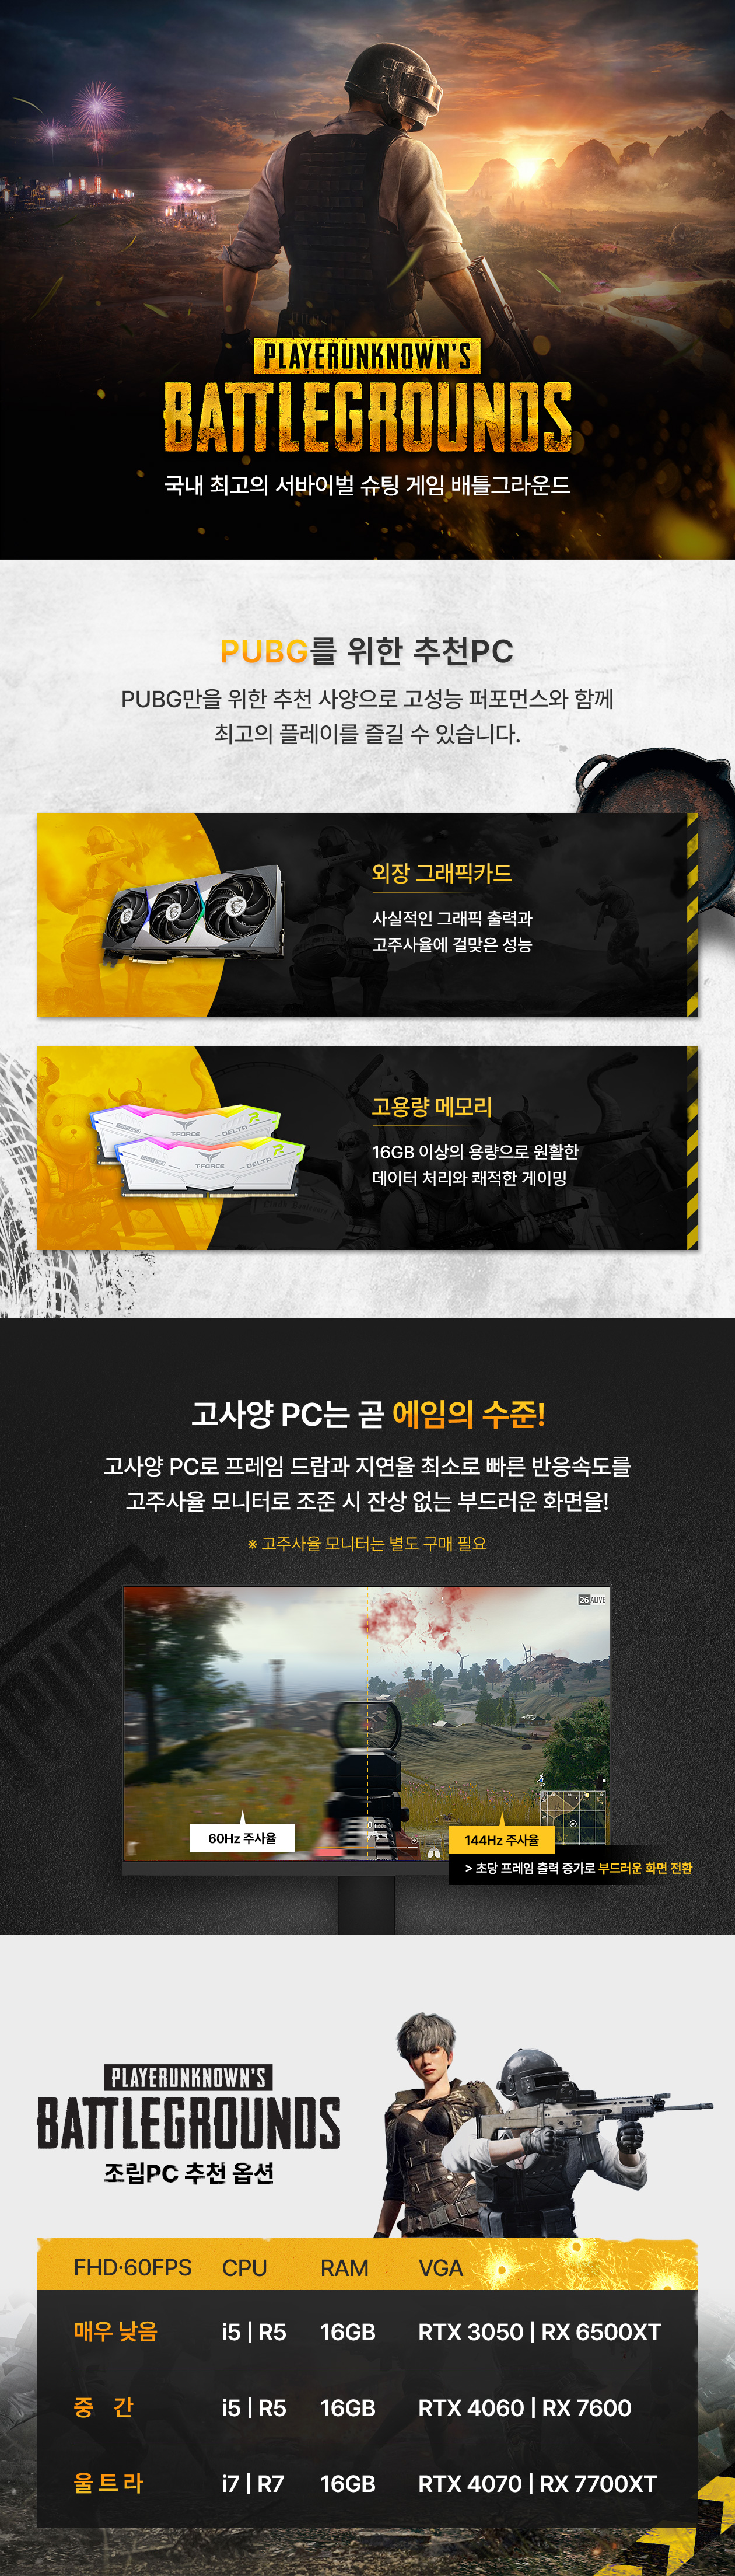 PLAYERUNKNOWN'S
BATTLEGROUNDS
국내 최고의 서바이벌 슈팅 게임 배틀그라운드
PUBG를 위한 추천PC
PUBG만을 위한 추천 사양으로 고성능 퍼포먼스와 함께
최고의 플레이를 즐길 수 있습니다.
외장 그래픽카드
사실적인 그래픽 출력과
고주사율에 걸맞은 성능
고용량 메모리
16GB 이상의 용량으로 원활한
데이터 처리와 쾌적한 게이밍
T-FORCE DELTA
T-FORCE DELTA
고사양 PC는 곧 에임의 수준!
고사양 PC로 프레임 드랍과 지연율 최소로 빠른 반응속도를
고주사율 모니터로 조준 시 잔상 없는 부드러운 화면을!
※ 고주사율 모니터는 별도 구매 필요
26 ALIVE
60Hz 주사율
144Hz 주사율
> 초당 프레임 출력 증가로 부드러운 화면 전환
PLAYERUNKNOWN'S
BATTLEGROUNDS
조립PC 추천 옵션
FHD·60FPS CPU RAM VGA
매우 낮음 i5 | R5 16GB RTX 3050 | RX 6500XT
중 간 i5 | R5 16GB RTX 4060 | RX 7600
울트라 i7 | R7 16GB RTX 4070 | RX 7700XT